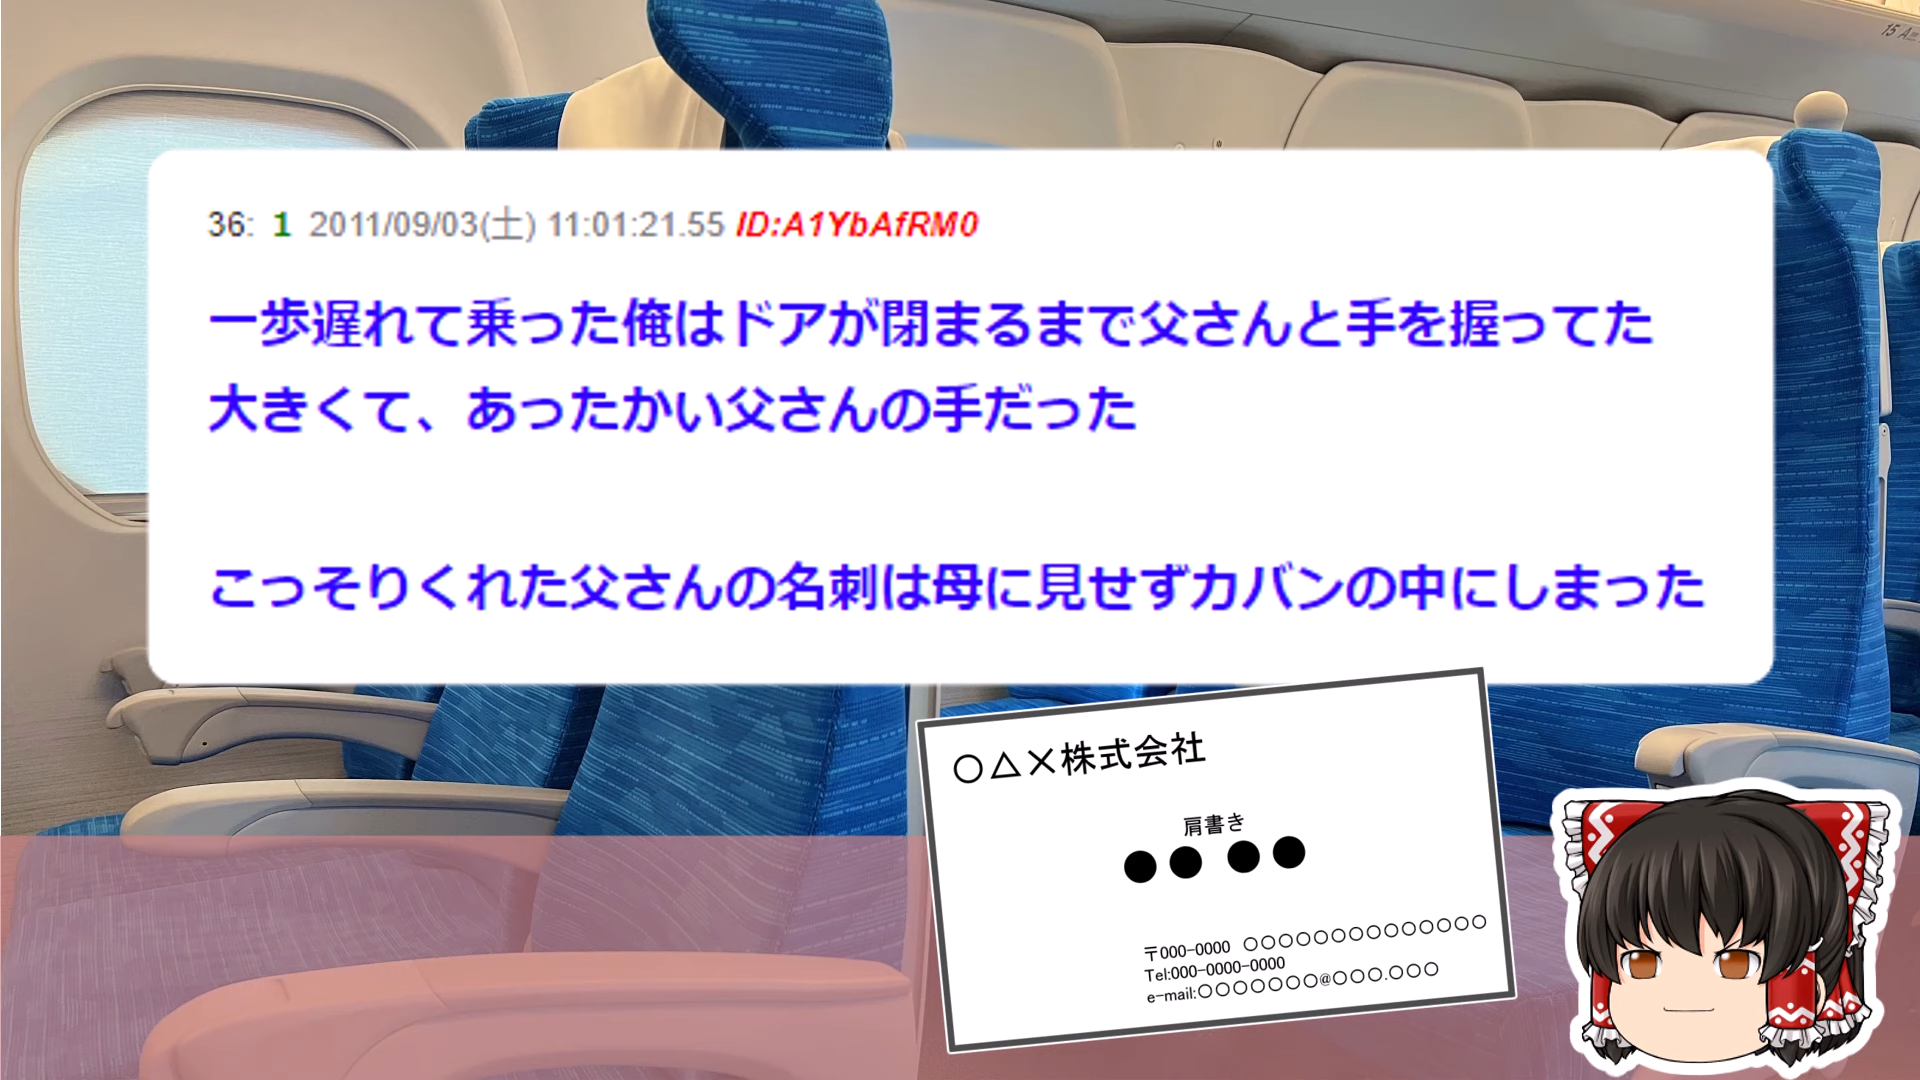 15 A
36: 1 2011/09/03(土) 11:01:21.55 ID:A1YbAfRM0
一歩遅れて乗った俺はドアが閉まるまで父さんと手を握ってた
大きくて、あったかい父さんの手だった
こっそりくれた父さんの名刺は母に見せずカバンの中にしまった
〇△×株式会社
肩書き
●● ●●
〒000-0000 〇〇〇〇〇〇〇〇〇〇〇〇〇〇
Tel:000-0000-0000
e-mail:〇〇〇〇〇〇〇@〇〇〇.〇〇〇